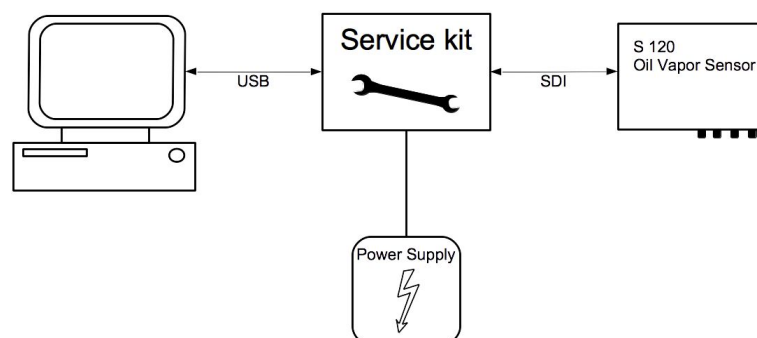 Service kit
S 120
Oil Vapor Sensor
USB
SDI
Power Supply